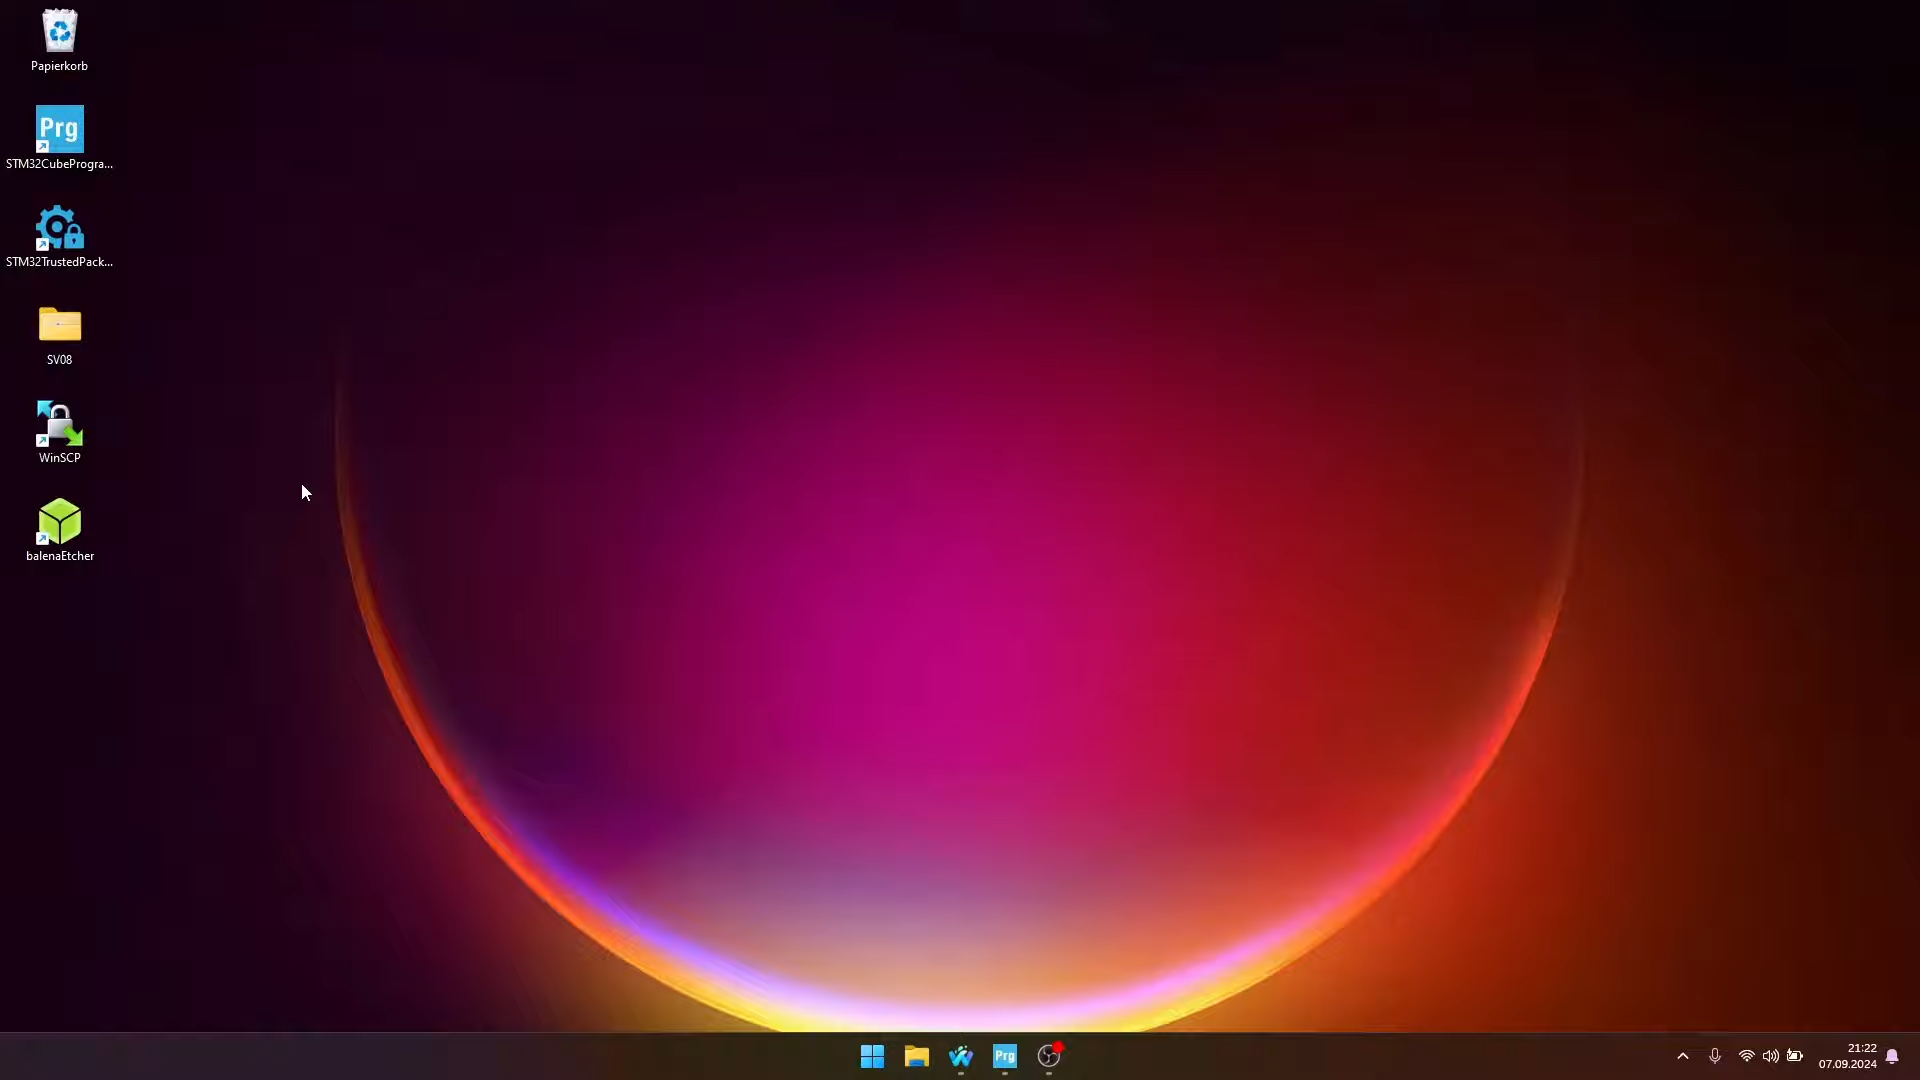 Papierkorb
Prg
STM32CubeProgra...
STM32TrustedPack...
SV08
WinSCP
balenaEtcher
Prg
21:22
07.09.2024